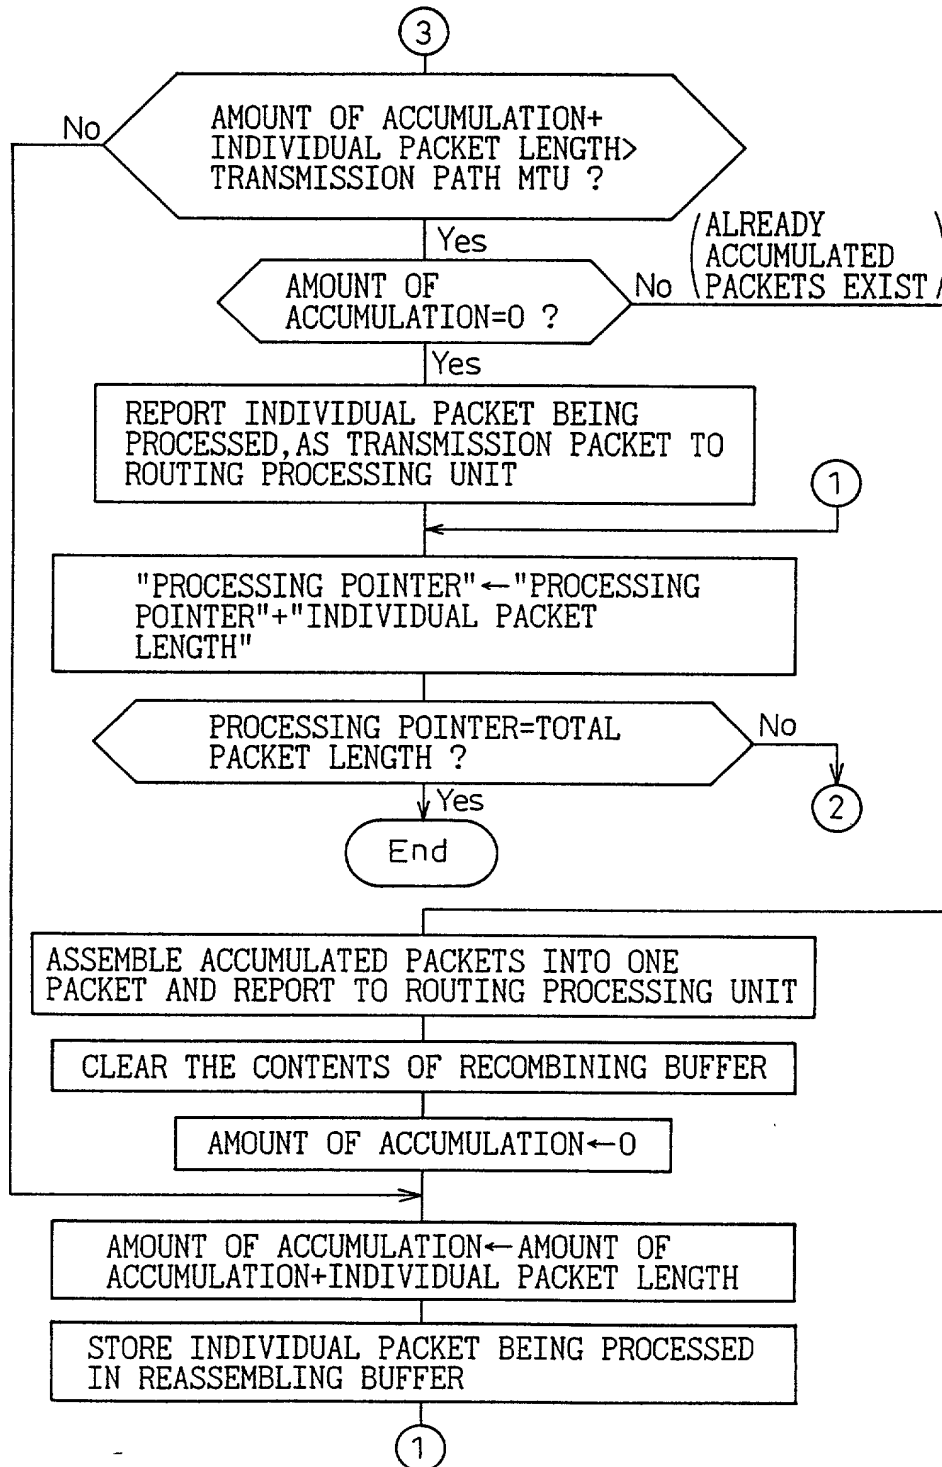 3
No
AMOUNT OF ACCUMULATION+
INDIVIDUAL PACKET LENGTH>
TRANSMISSION PATH MTU ?
Yes
AMOUNT OF
ACCUMULATION=0 ?
No
(ALREADY
ACCUMULATED
PACKETS EXIST)
Yes
REPORT INDIVIDUAL PACKET BEING
PROCESSED,AS TRANSMISSION PACKET TO
ROUTING PROCESSING UNIT
1
"PROCESSING POINTER"←"PROCESSING
POINTER"+"INDIVIDUAL PACKET
LENGTH"
PROCESSING POINTER=TOTAL
PACKET LENGTH ?
No
2
Yes
End
ASSEMBLE ACCUMULATED PACKETS INTO ONE
PACKET AND REPORT TO ROUTING PROCESSING UNIT
CLEAR THE CONTENTS OF RECOMBINING BUFFER
AMOUNT OF ACCUMULATION←0
AMOUNT OF ACCUMULATION←AMOUNT OF
ACCUMULATION+INDIVIDUAL PACKET LENGTH
STORE INDIVIDUAL PACKET BEING PROCESSED
IN REASSEMBLING BUFFER
1